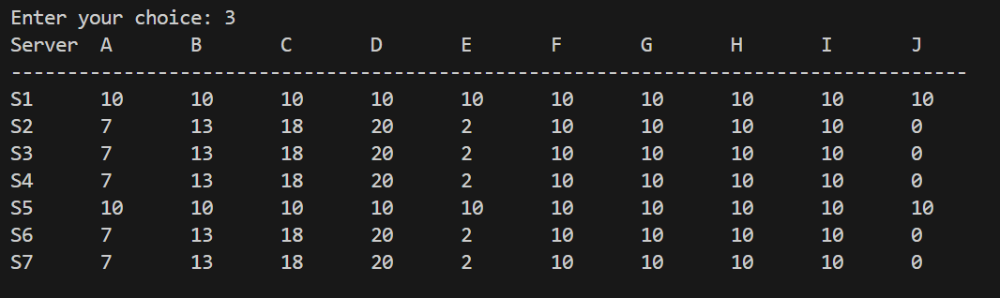 Enter your choice: 3
Server  A       B       C       D       E       F       G       H       I       J
-------------------------------------------------------------------------------------
S1      10      10      10      10      10      10      10      10      10      10
S2      7       13      18      20      2       10      10      10      10      0
S3      7       13      18      20      2       10      10      10      10      0
S4      7       13      18      20      2       10      10      10      10      0
S5      10      10      10      10      10      10      10      10      10      10
S6      7       13      18      20      2       10      10      10      10      0
S7      7       13      18      20      2       10      10      10      10      0